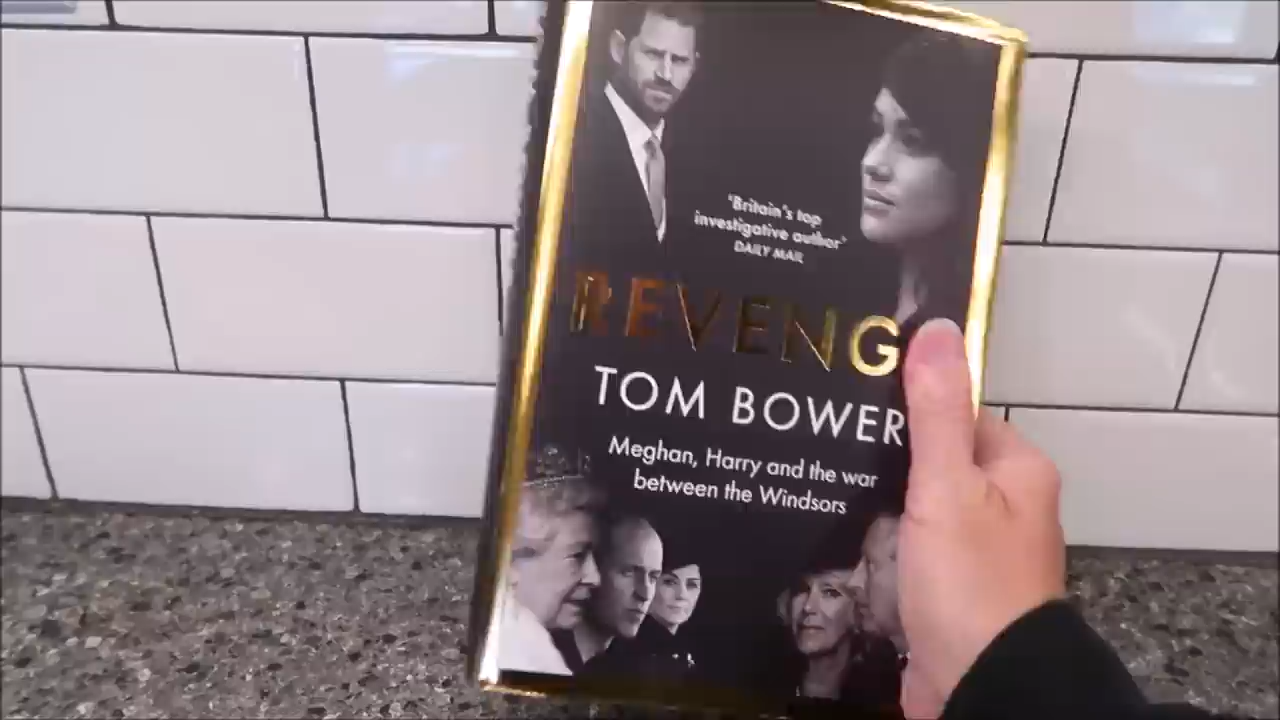 'Britain's top
investigative author'
DAILY MAIL
REVENG
TOM BOWER
Meghan, Harry and the war
between the Windsors